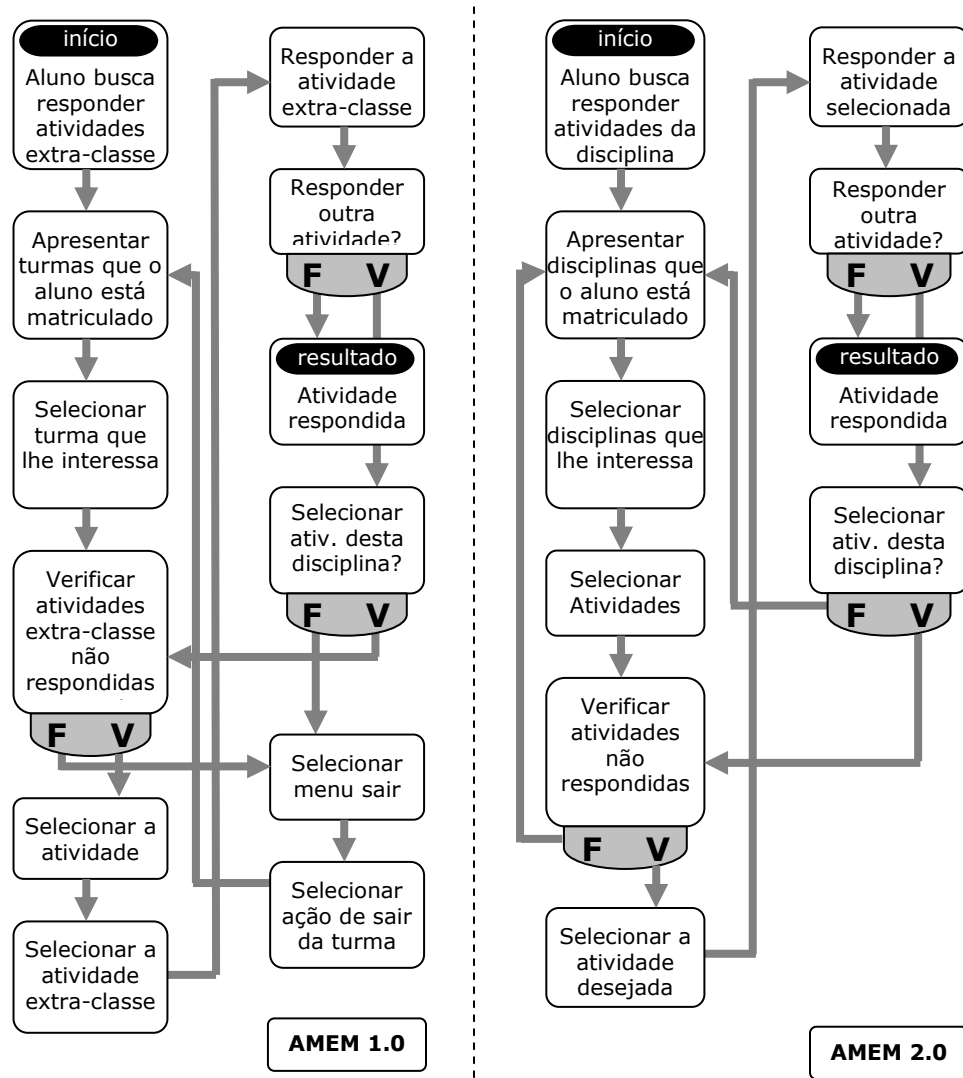 início
Aluno busca
responder
atividades
extra-classe
Apresentar
turmas que o
aluno está
matriculado
Selecionar
turma que
lhe interessa
Verificar
atividades
extra-classe
não
respondidas
F V
Selecionar a
atividade
Selecionar a
atividade
extra-classe
Responder a
atividade
extra-classe
Responder
outra
atividade?
F V
resultado
Atividade
respondida
Selecionar
ativ. desta
disciplina?
F V
Selecionar
menu sair
Selecionar
ação de sair
da turma
AMEM 1.0
início
Aluno busca
responder
atividades da
disciplina
Apresentar
disciplinas que
o aluno está
matriculado
Selecionar
disciplinas que
lhe interessa
Selecionar
Atividades
Verificar
atividades
não
respondidas
F V
Selecionar a
atividade
desejada
Responder a
atividade
selecionada
Responder
outra
atividade?
F V
resultado
Atividade
respondida
Selecionar
ativ. desta
disciplina?
F V
AMEM 2.0